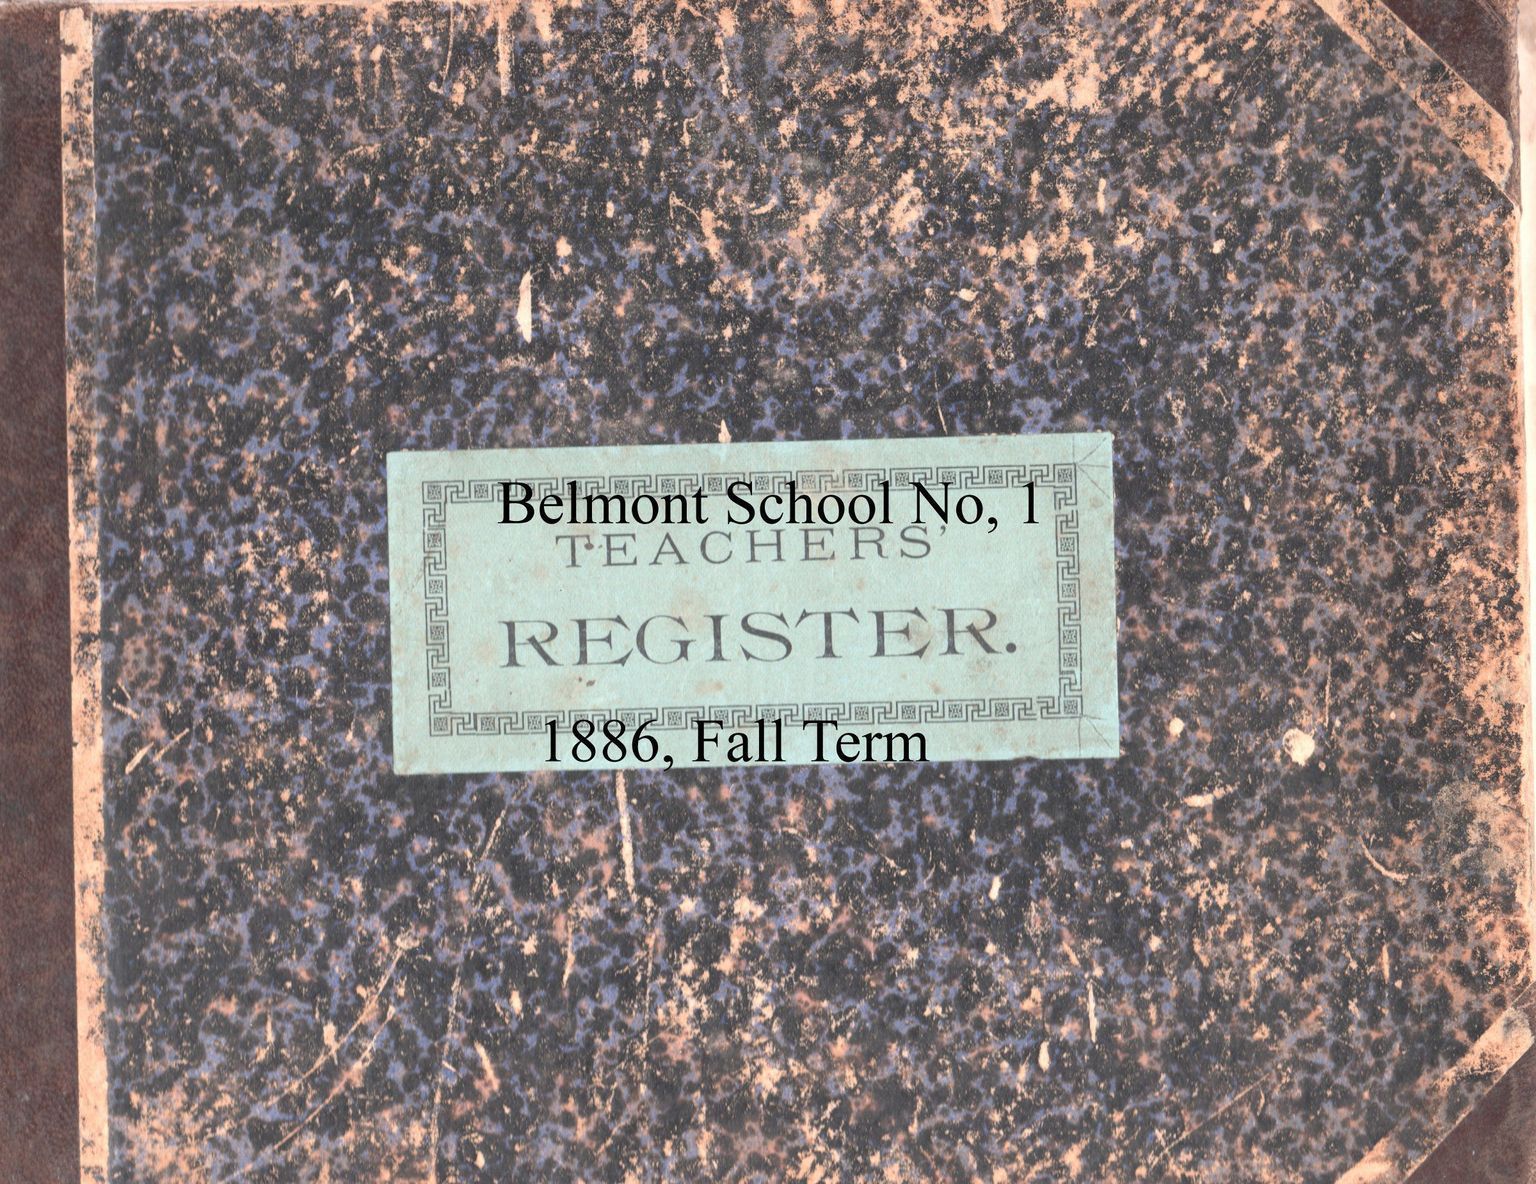 Belmont School No, 1
TEACHERS'
REGISTER.
1886, Fall Term